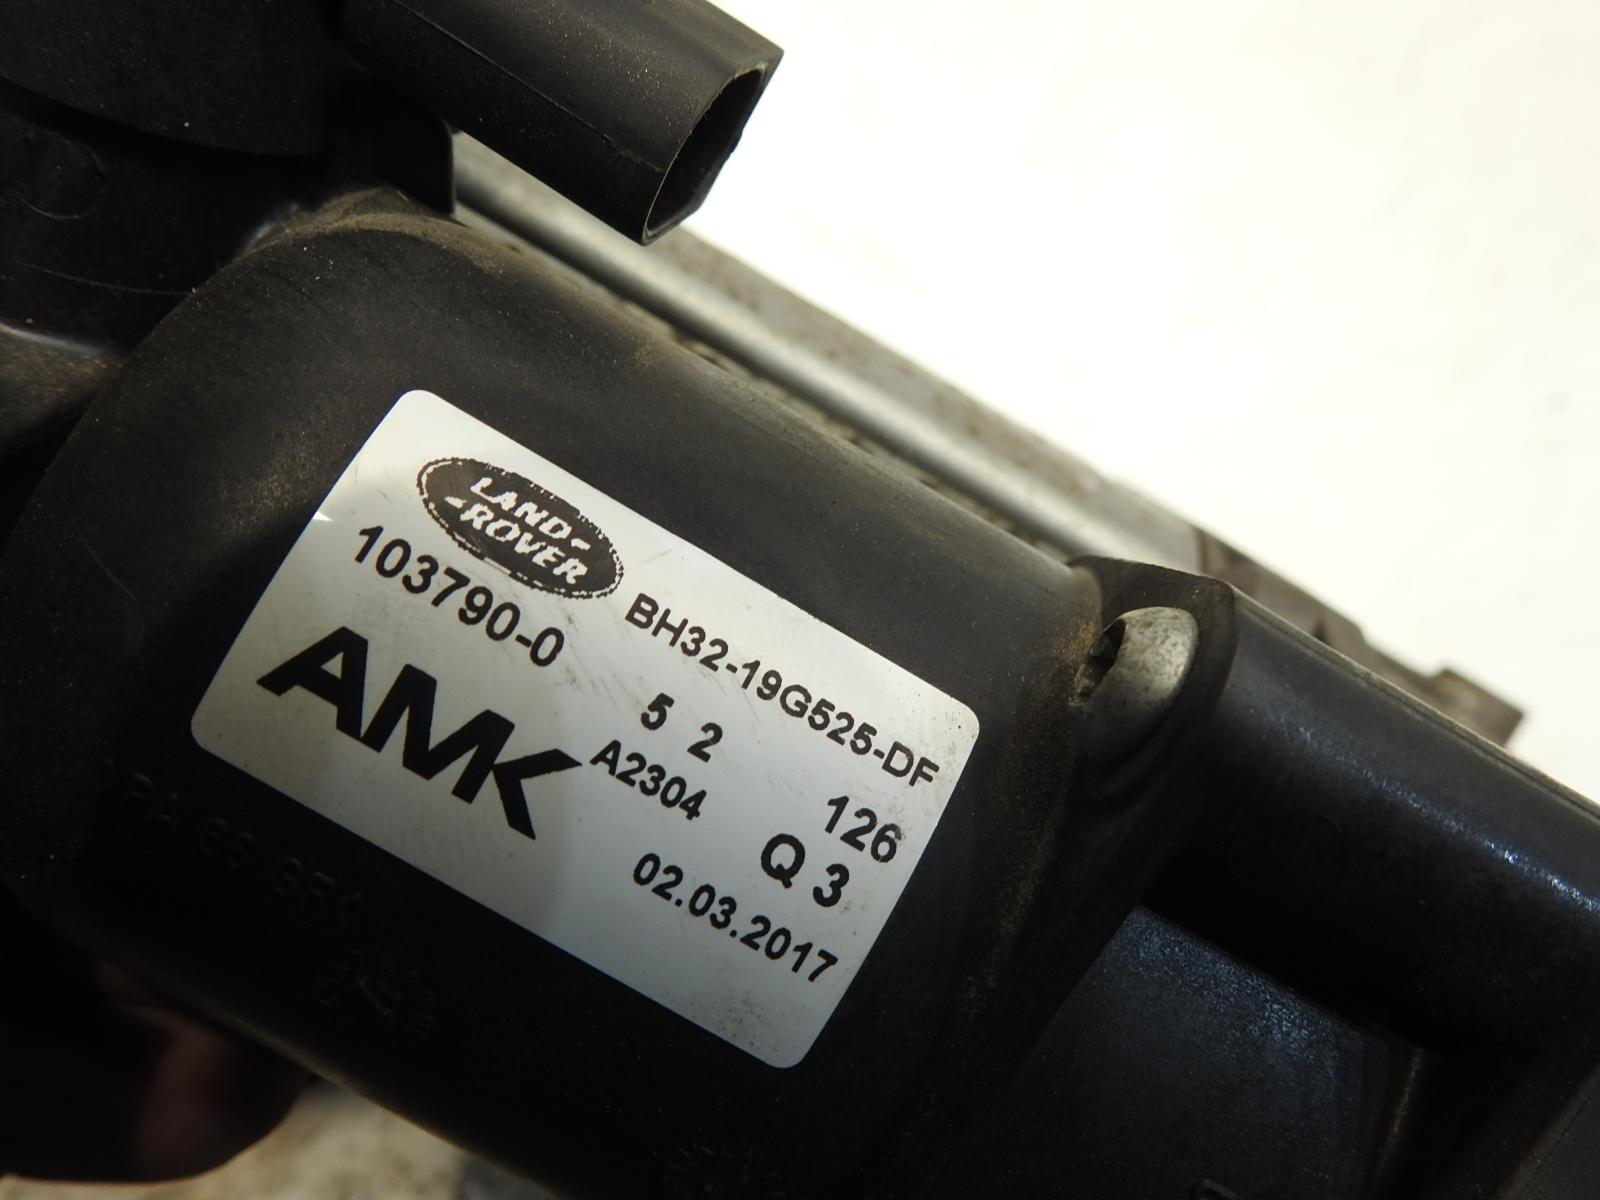 LAND-
-ROVER
BH32-19G525-DF
103790-0
5 2
126
AMK
A2304
Q 3
02.03.2017